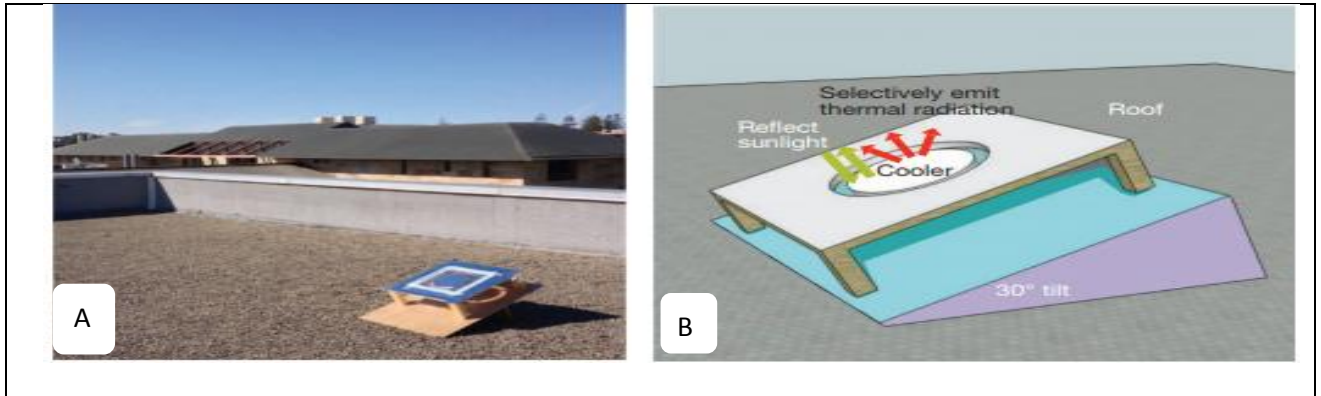 A
Selectively emit
thermal radiation
Roof
Reflect
sunlight
Cooler
30° tilt
B